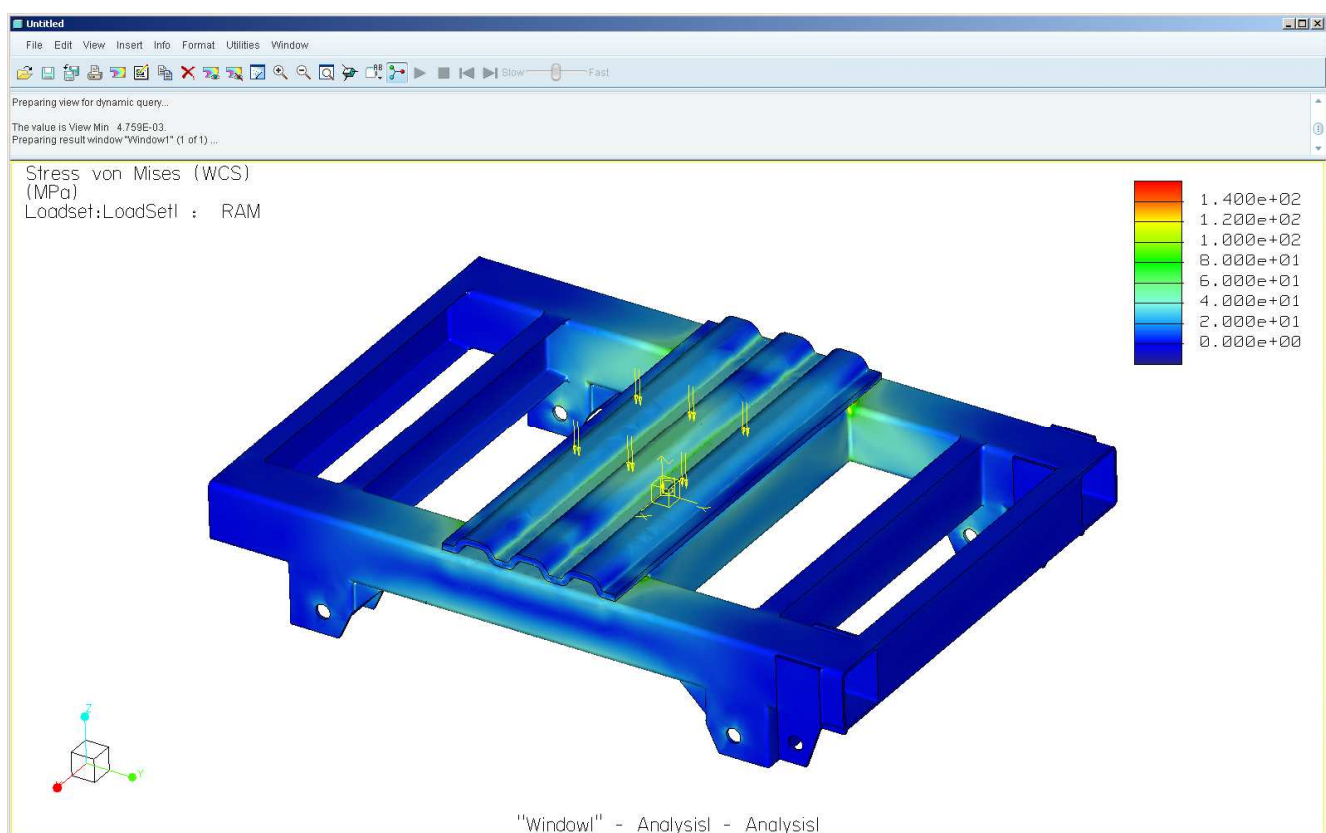 Untitled
File Edit View Insert Info Format Utilities Window
Slow Fast
Preparing view for dynamic query...
The value is View Min 4.759E-03.
Preparing result window "Window1" (1 of 1) ...
Stress von Mises (WCS)
(MPa)
Loadset:LoadSet1 : RAM
1.400e+02
1.200e+02
1.000e+02
8.000e+01
6.000e+01
4.000e+01
2.000e+01
0.000e+00
Z
Y
"Window1" - Analysis1 - Analysis1